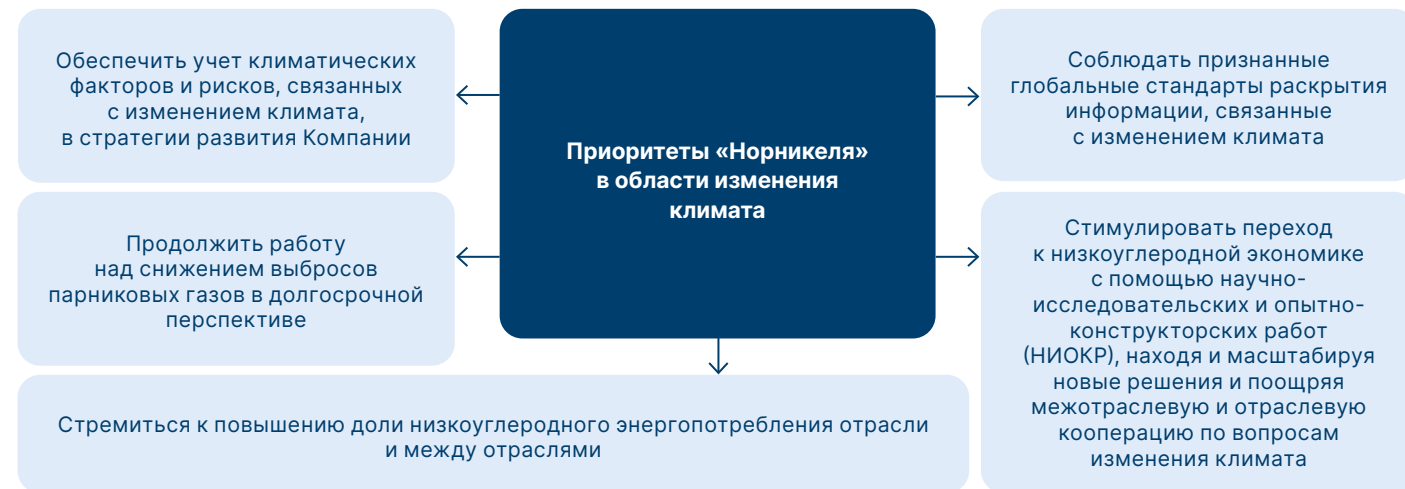 Обеспечить учет климатических
факторов и рисков, связанных
с изменением климата,
в стратегии развития Компании
Продолжить работу
над снижением выбросов
парниковых газов в долгосрочной
перспективе
Приоритеты «Норникеля»
в области изменения
климата
Соблюдать признанные
глобальные стандарты раскрытия
информации, связанные
с изменением климата
Стимулировать переход
к низкоуглеродной экономике
с помощью научно-
исследовательских и опытно-
конструкторских работ
(НИОКР), находя и масштабируя
новые решения и поощряя
межотраслевую и отраслевую
кооперацию по вопросам
изменения климата
Стремиться к повышению доли низкоуглеродного энергопотребления отрасли
и между отраслями